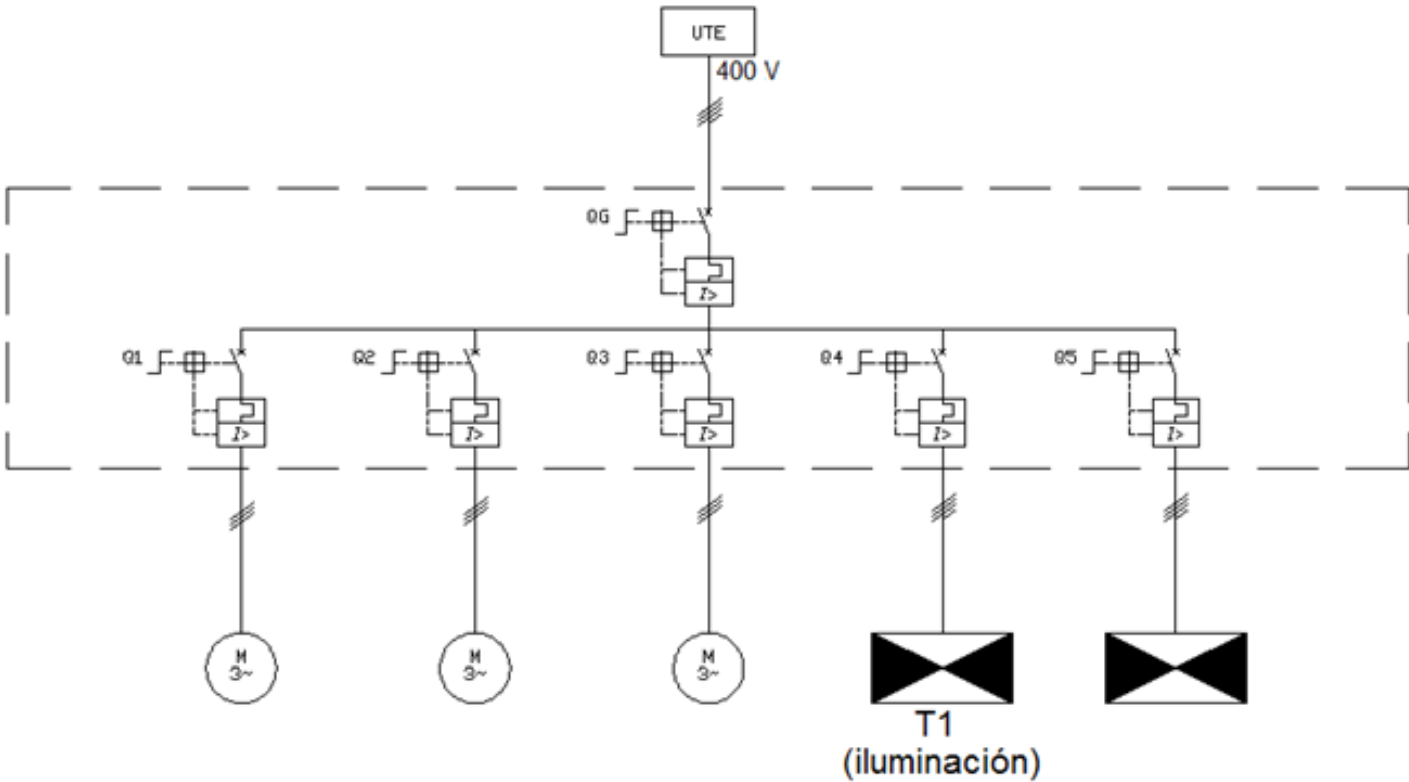 UTE
400 V
QG
I>
Q1
Q2
Q3
Q4
Q5
I>
I>
I>
I>
I>
M
3~
M
3~
M
3~
T1
(iluminación)